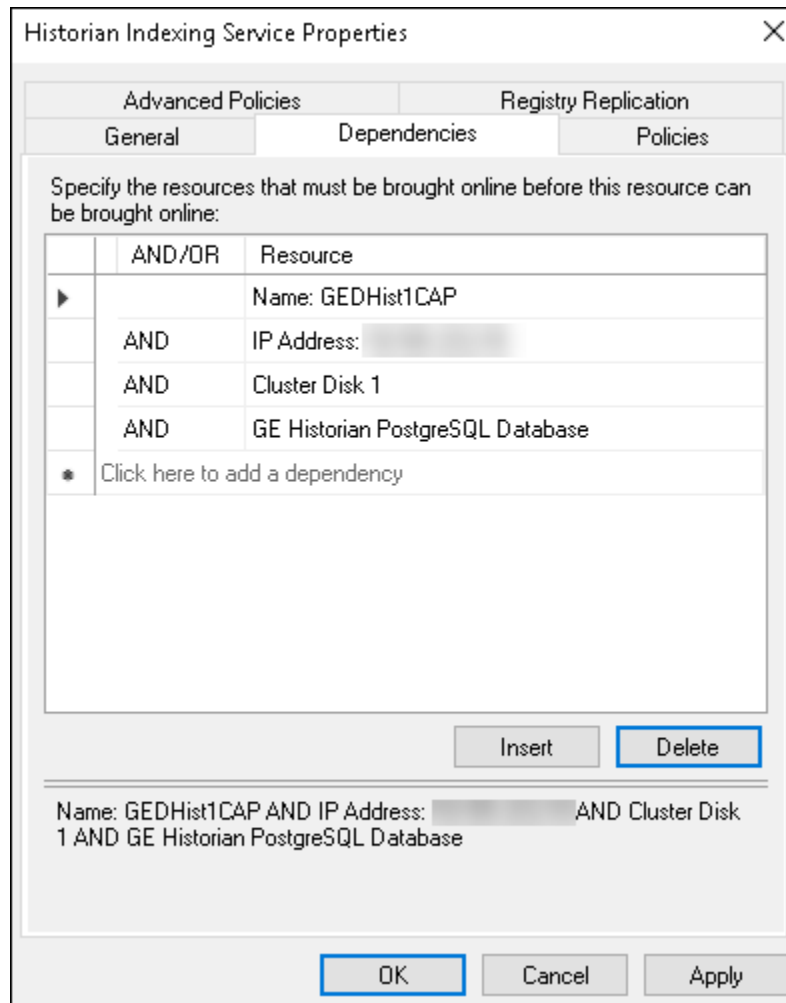 Historian Indexing Service Properties
Advanced Policies Registry Replication
General Dependencies Policies
Specify the resources that must be brought online before this resource can
be brought online:
AND/OR Resource
Name: GEDHist1CAP
AND IP Address:
AND Cluster Disk 1
AND GE Historian PostgreSQL Database
Click here to add a dependency
Insert Delete
Name: GEDHist1CAP AND IP Address: AND Cluster Disk
1 AND GE Historian PostgreSQL Database
OK Cancel Apply